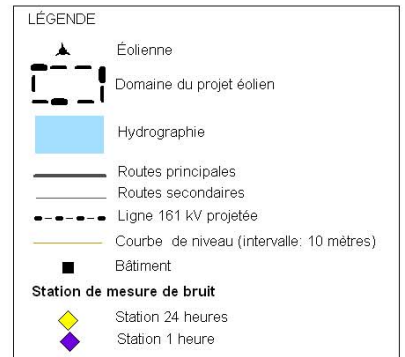 LÉGENDE
Éolienne
Domaine du projet éolien
Hydrographie
Routes principales
Routes secondaires
Ligne 161 kV projetée
Courbe de niveau (intervalle: 10 mètres)
Bâtiment
Station de mesure de bruit
Station 24 heures
Station 1 heure